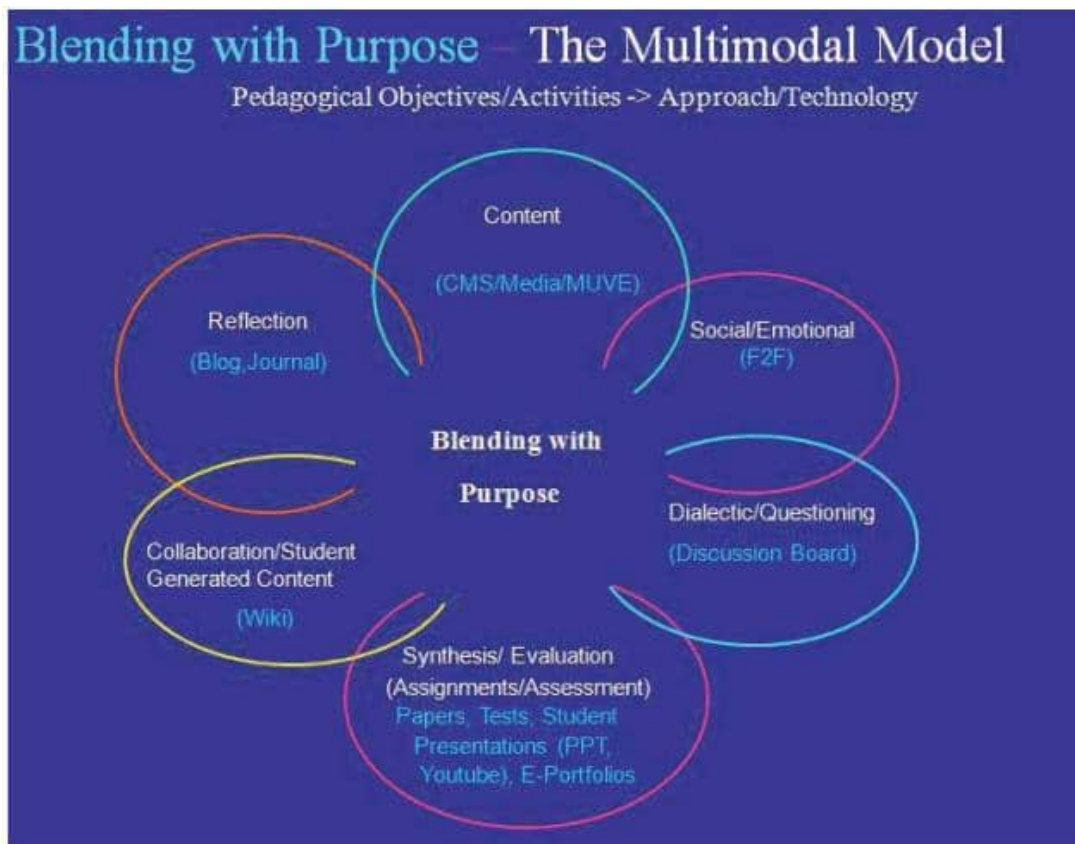 Blending with Purpose – The Multimodal Model
Pedagogical Objectives/Activities -> Approach/Technology
Content
(CMS/Media/MUVE)
Reflection
(Blog,Journal)
Social/Emotional
(F2F)
Blending with
Purpose
Dialectic/Questioning
(Discussion Board)
Collaboration/Student
Generated Content
(Wiki)
Synthesis/ Evaluation
(Assignments/Assessment)
Papers, Tests, Student
Presentations (PPT,
Youtube), E-Portfolios